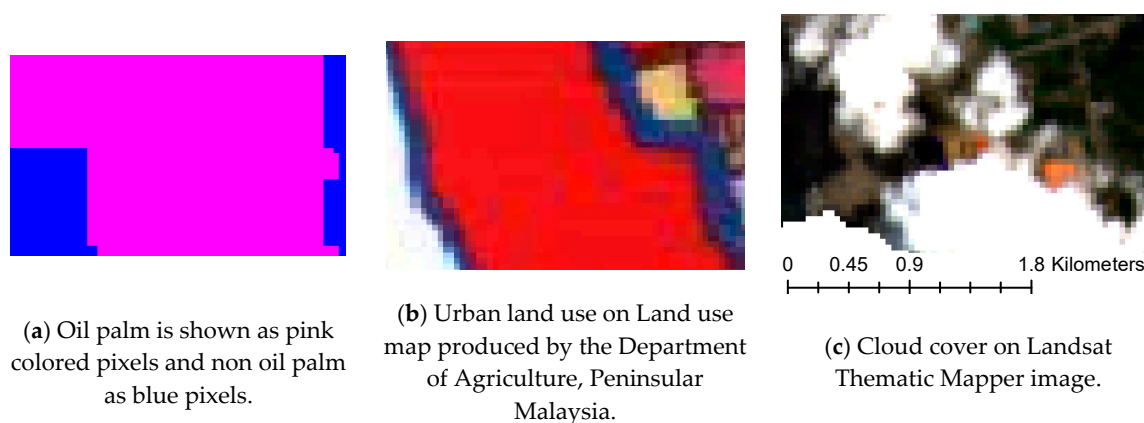 0 0.45 0.9 1.8 Kilometers
(a) Oil palm is shown as pink
colored pixels and non oil palm
as blue pixels.
(b) Urban land use on Land use
map produced by the Department
of Agriculture, Peninsular
Malaysia.
(c) Cloud cover on Landsat
Thematic Mapper image.